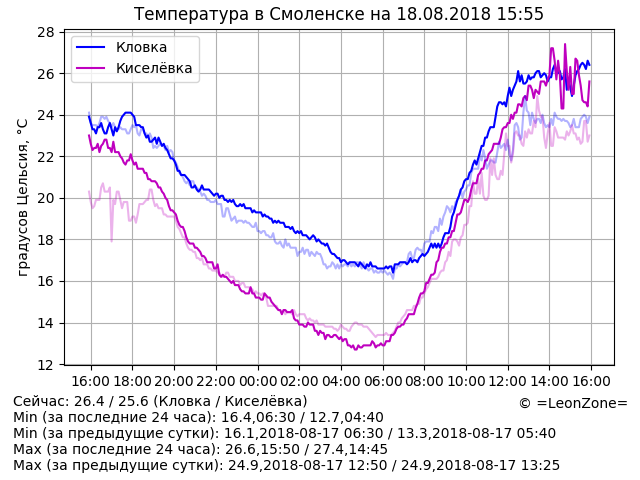 Температура в Смоленске на 18.08.2018 15:55
Кловка
Киселёвка
градусов Цельсия, °C
28
26
24
22
20
18
16
14
12
16:00 18:00 20:00 22:00 00:00 02:00 04:00 06:00 08:00 10:00 12:00 14:00 16:00
Сейчас: 26.4 / 25.6 (Кловка / Киселёвка)
© =LeonZone=
Min (за последние 24 часа): 16.4,06:30 / 12.7,04:40
Min (за предыдущие сутки): 16.1,2018-08-17 06:30 / 13.3,2018-08-17 05:40
Max (за последние 24 часа): 26.6,15:50 / 27.4,14:45
Max (за предыдущие сутки): 24.9,2018-08-17 12:50 / 24.9,2018-08-17 13:25